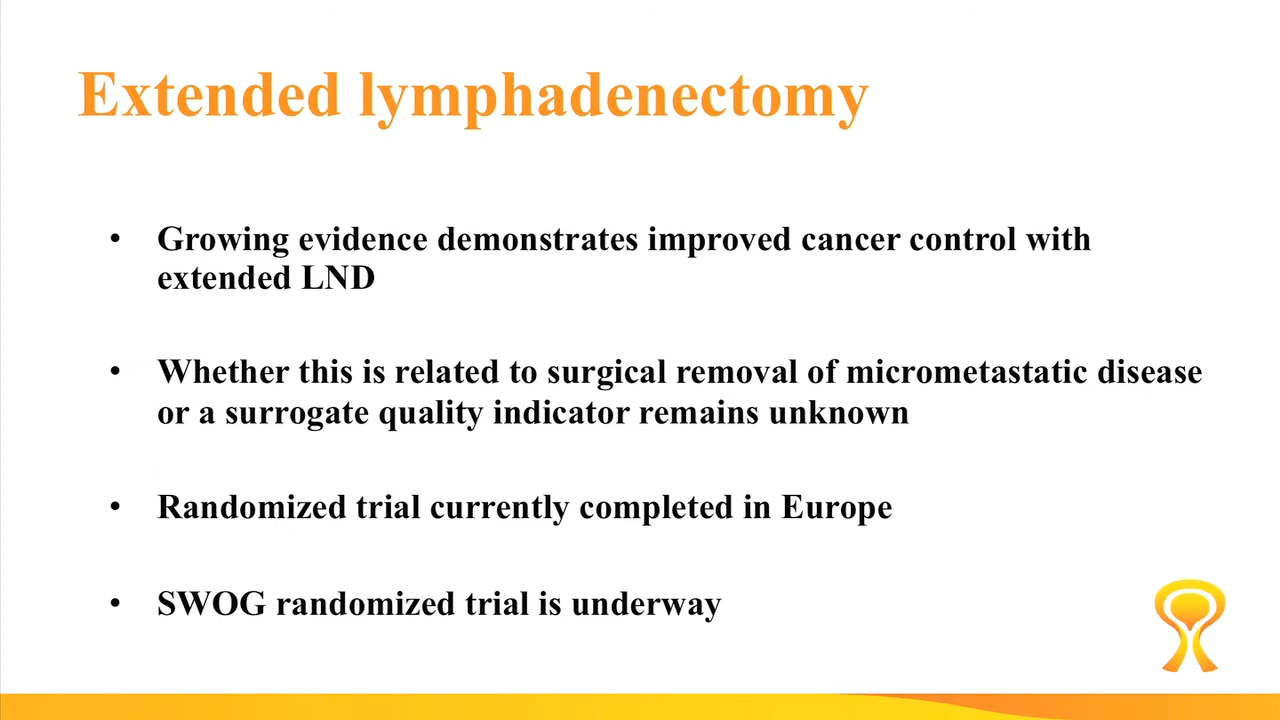 Extended lymphadenectomy
• Growing evidence demonstrates improved cancer control with
extended LND
• Whether this is related to surgical removal of micrometastatic disease
or a surrogate quality indicator remains unknown
• Randomized trial currently completed in Europe
• SWOG randomized trial is underway